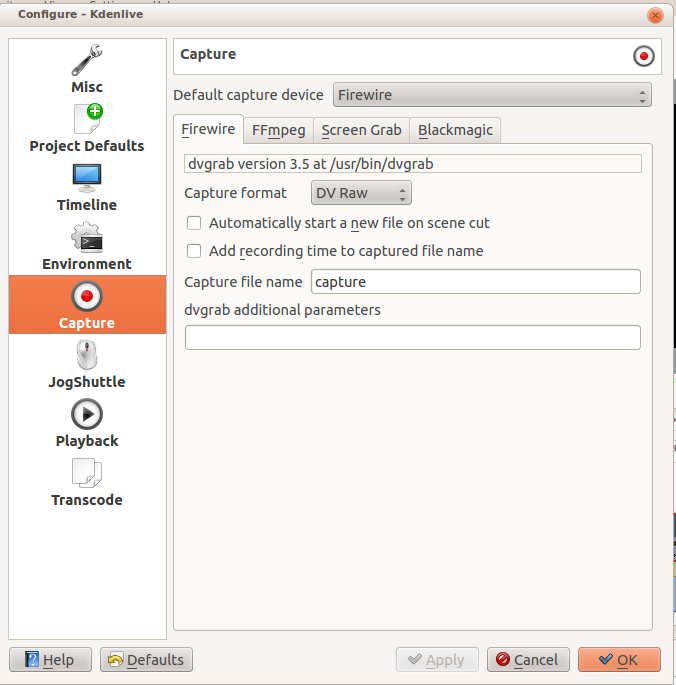 Configure – Kdenlive
Misc
Project Defaults
Timeline
Environment
Capture
JogShuttle
Playback
Transcode
Capture
Default capture device Firewire
Firewire FFmpeg Screen Grab Blackmagic
dvgrab version 3.5 at /usr/bin/dvgrab
Capture format DV Raw
Automatically start a new file on scene cut
Add recording time to captured file name
Capture file name capture
dvgrab additional parameters
Help Defaults Apply Cancel OK